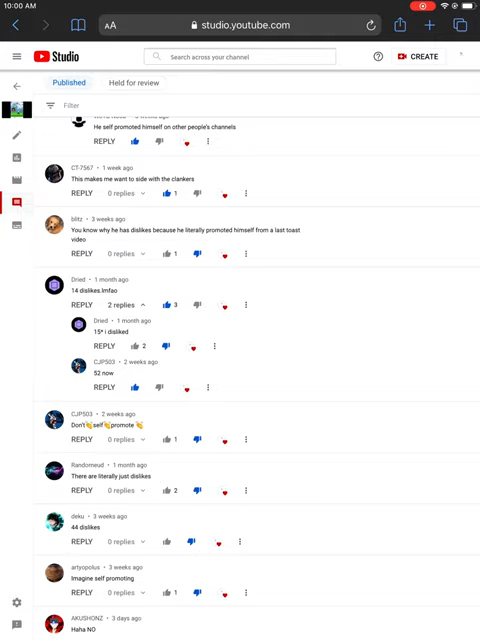 10:00 AM
AA studio.youtube.com
Studio Search across your channel CREATE
Published Held for review
Filter
He self promoted himself on other people's channels
REPLY
CT-7567 • 1 week ago
This makes me want to side with the clankers
REPLY 0 replies 1
blitz • 3 weeks ago
You know why he has dislikes because he literally promoted himself from a last toast
video
REPLY 0 replies 1
Dried • 1 month ago
14 dislikes.lmfao
REPLY 2 replies 3
Dried • 1 month ago
15* i disliked
REPLY 2
CJP503 • 2 weeks ago
52 now
REPLY
CJP503 • 2 weeks ago
Don't👏self👏promote👏
REPLY 0 replies 1
Randomeud • 1 month ago
There are literally just dislikes
REPLY 0 replies 2
deku • 3 weeks ago
44 dislikes
REPLY 0 replies
artyopolus • 3 weeks ago
Imagine self promoting
REPLY 0 replies 1
AKUSHONZ • 3 days ago
Haha NO